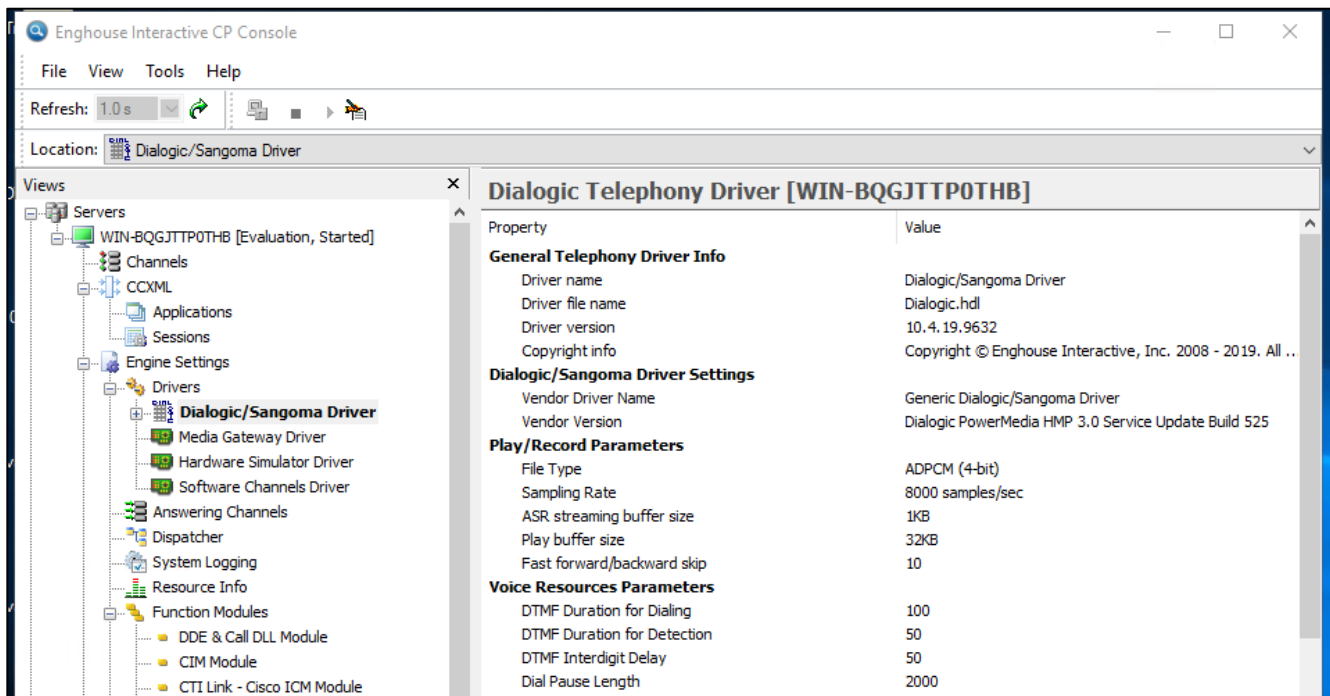 Enghouse Interactive CP Console
File View Tools Help
Refresh: 1.0 s
Location: Dialogic/Sangoma Driver
Views
Servers
WIN-BQGJTTP0THB [Evaluation, Started]
Channels
CCXML
Applications
Sessions
Engine Settings
Drivers
Dialogic/Sangoma Driver
Media Gateway Driver
Hardware Simulator Driver
Software Channels Driver
Answering Channels
Dispatcher
System Logging
Resource Info
Function Modules
DDE & Call DLL Module
CIM Module
CTI Link - Cisco ICM Module
Dialogic Telephony Driver [WIN-BQGJTTP0THB]
Property Value
General Telephony Driver Info
Driver name Dialogic/Sangoma Driver
Driver file name Dialogic.hdl
Driver version 10.4.19.9632
Copyright info Copyright © Enghouse Interactive, Inc. 2008 - 2019. All ...
Dialogic/Sangoma Driver Settings
Vendor Driver Name Generic Dialogic/Sangoma Driver
Vendor Version Dialogic PowerMedia HMP 3.0 Service Update Build 525
Play/Record Parameters
File Type ADPCM (4-bit)
Sampling Rate 8000 samples/sec
ASR streaming buffer size 1KB
Play buffer size 32KB
Fast forward/backward skip 10
Voice Resources Parameters
DTMF Duration for Dialing 100
DTMF Duration for Detection 50
DTMF Interdigit Delay 50
Dial Pause Length 2000